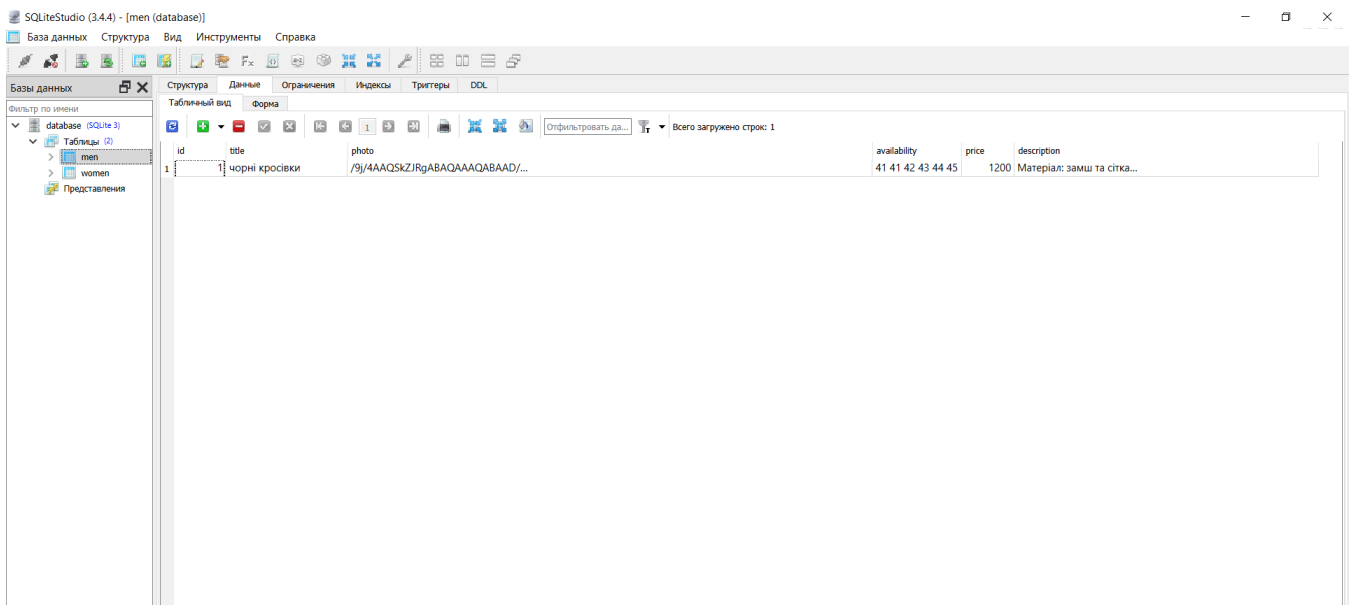 SQLiteStudio (3.4.4) - [men (database)]
База данных Структура Вид Инструменты Справка
Базы данных
Фильтр по имени
database (SQLite 3)
Таблицы (2)
men
women
Представления
Структура Данные Ограничения Индексы Триггеры DDL
Табличный вид Форма
1 Отфильтровать да... Всего загружено строк: 1
id title photo availability price description
1 1 чорні кросівки /9j/4AAQSkZJRgABAQAAAQABAAD/... 41 41 42 43 44 45 1200 Матеріал: замш та сітка...